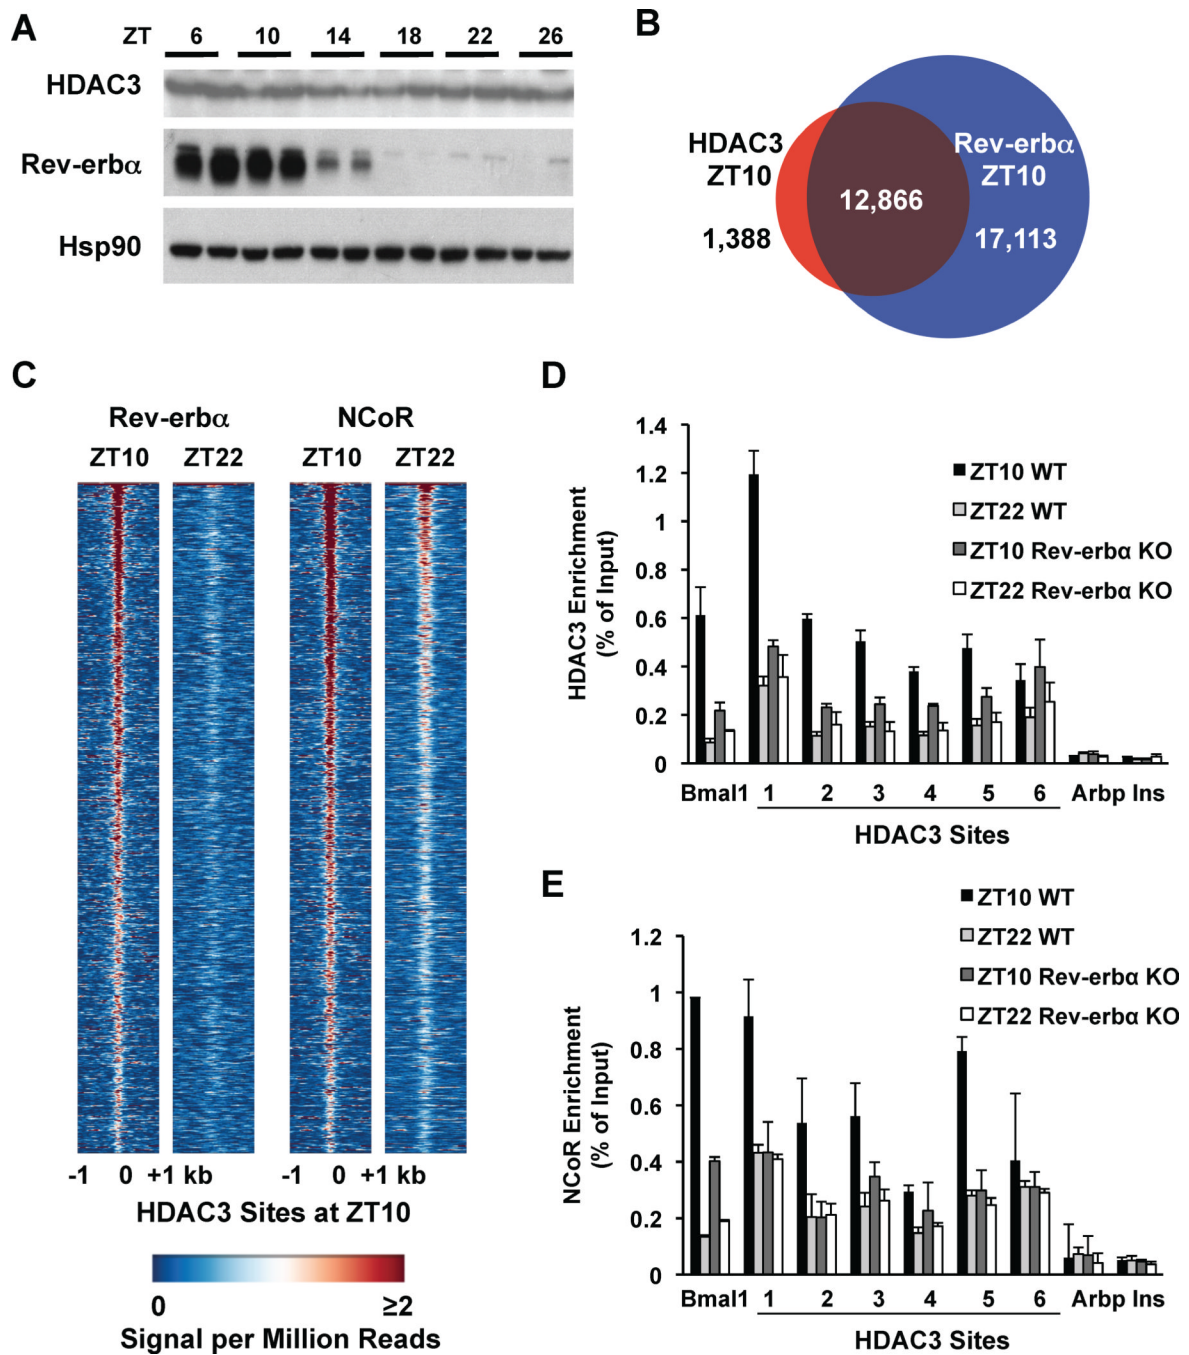 A
ZT 6 10 14 18 22 26
HDAC3
Rev-erbα
Hsp90
B
HDAC3
ZT10
1,388
12,866
Rev-erbα
ZT10
17,113
C
Rev-erbα NCoR
ZT10 ZT22 ZT10 ZT22
-1 0 +1 kb -1 0 +1 kb
HDAC3 Sites at ZT10
0 ≥2
Signal per Million Reads
D
HDAC3 Enrichment
(% of Input)
1.4
1.2
1
0.8
0.6
0.4
0.2
0
ZT10 WT
ZT22 WT
ZT10 Rev-erbα KO
ZT22 Rev-erbα KO
Bmal1 1 2 3 4 5 6 Arbp Ins
HDAC3 Sites
E
NCoR Enrichment
(% of Input)
1.2
1
0.8
0.6
0.4
0.2
0
ZT10 WT
ZT22 WT
ZT10 Rev-erbα KO
ZT22 Rev-erbα KO
Bmal1 1 2 3 4 5 6 Arbp Ins
HDAC3 Sites